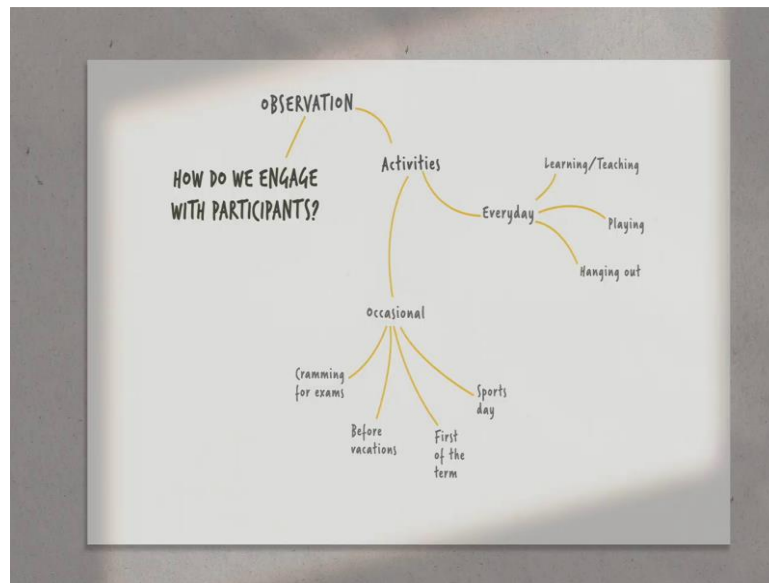 OBSERVATION
HOW DO WE ENGAGE
WITH PARTICIPANTS?
Activities
Learning/Teaching
Everyday
Playing
Hanging out
Occasional
Cramming
for exams
Before
vacations
First
of the
term
Sports
day